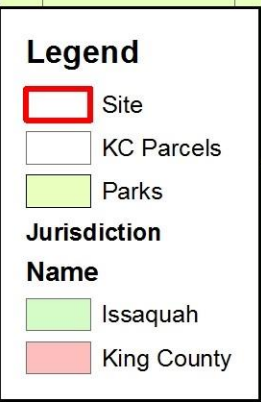 Legend
Site
KC Parcels
Parks
Jurisdiction
Name
Issaquah
King County